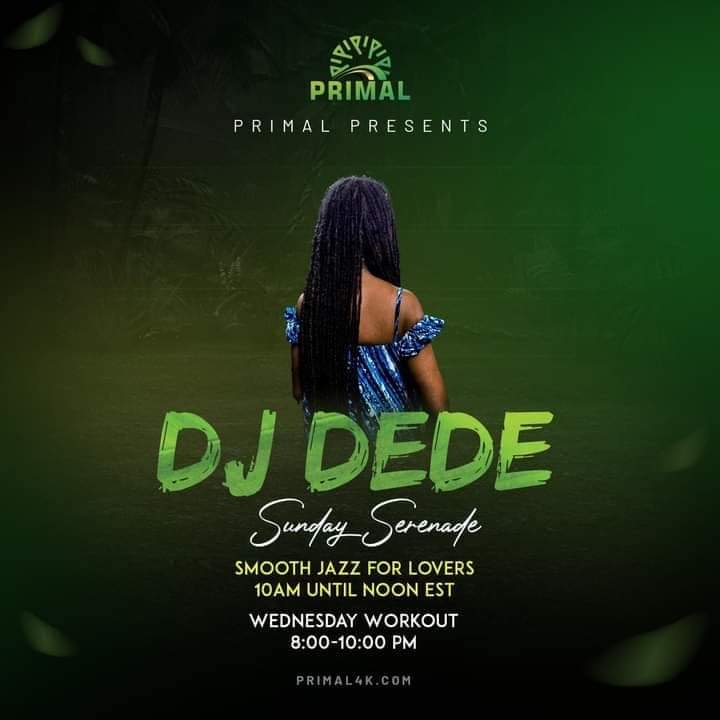 PRIMAL
PRIMAL PRESENTS
DJ DEDE
Sunday Serenade
SMOOTH JAZZ FOR LOVERS
10AM UNTIL NOON EST
WEDNESDAY WORKOUT
8:00-10:00 PM
PRIMAL4K.COM